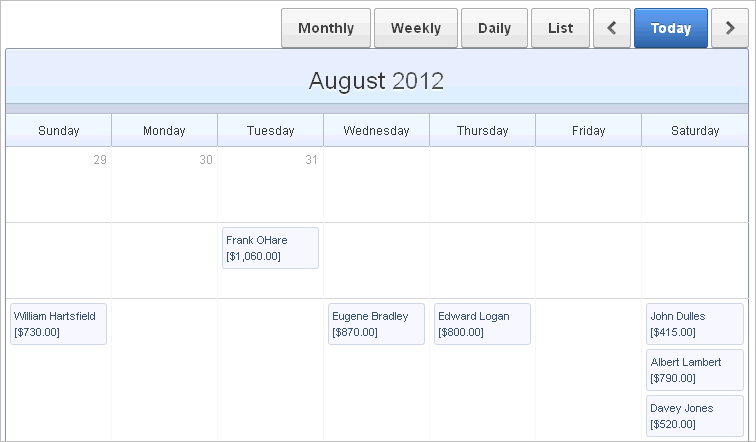 Monthly Weekly Daily List Today
August 2012
Sunday Monday Tuesday Wednesday Thursday Friday Saturday
29 30 31
Frank OHare
[$1,060.00]
William Hartsfield
[$730.00]
Eugene Bradley
[$870.00]
Edward Logan
[$800.00]
John Dulles
[$415.00]
Albert Lambert
[$790.00]
Davey Jones
[$520.00]